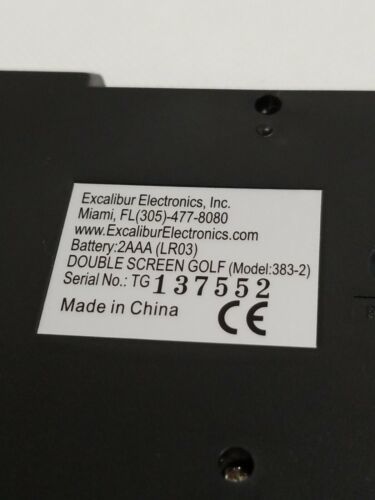 Excalibur Electronics, Inc.
Miami, FL(305)-477-8080
www.ExcaliburElectronics.com
Battery:2AAA (LR03)
DOUBLE SCREEN GOLF (Model:383-2)
Serial No.: TG 137552
Made in China CE